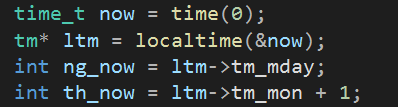 time_t now = time(0);
tm* ltm = localtime(&now);
int ng_now = ltm->tm_mday;
int th_now = ltm->tm_mon + 1;